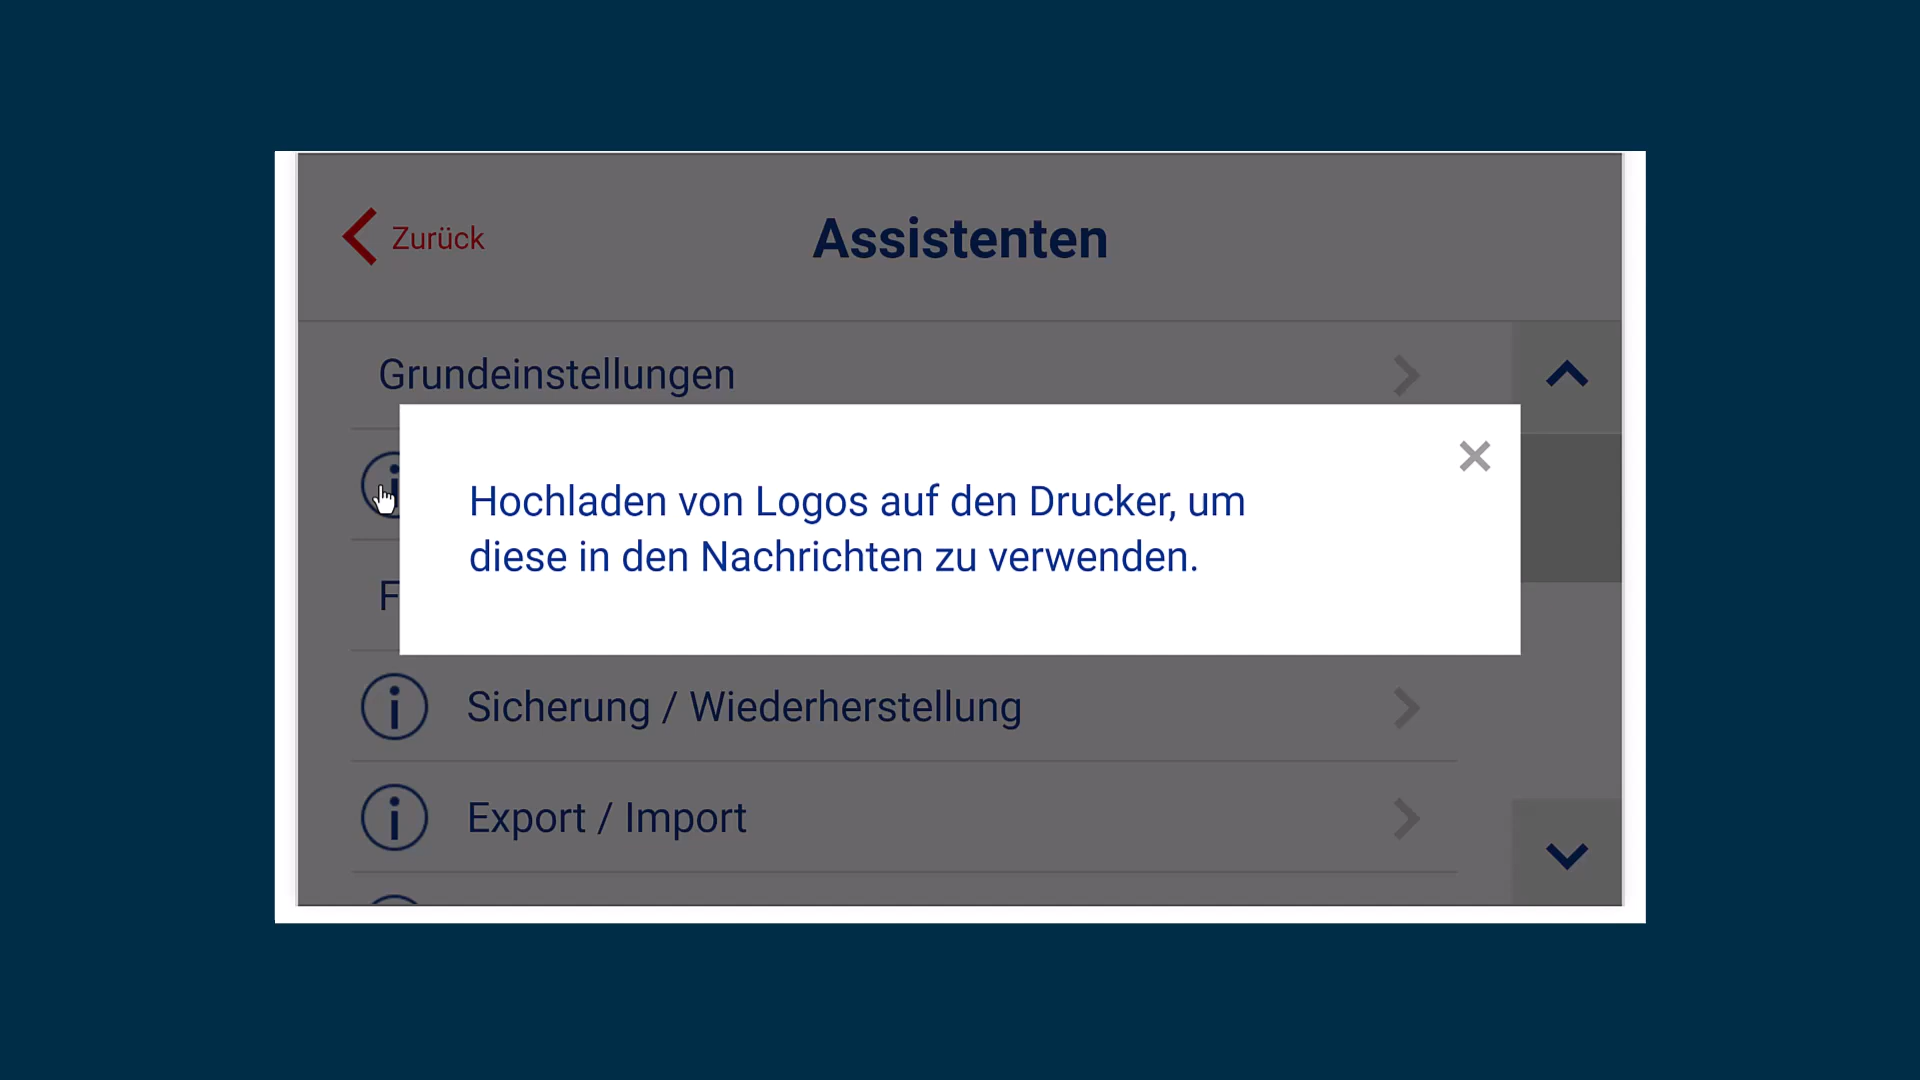 Zurück
Assistenten
Grundeinstellungen
Hochladen von Logos auf den Drucker, um
diese in den Nachrichten zu verwenden.
Sicherung / Wiederherstellung
Export / Import